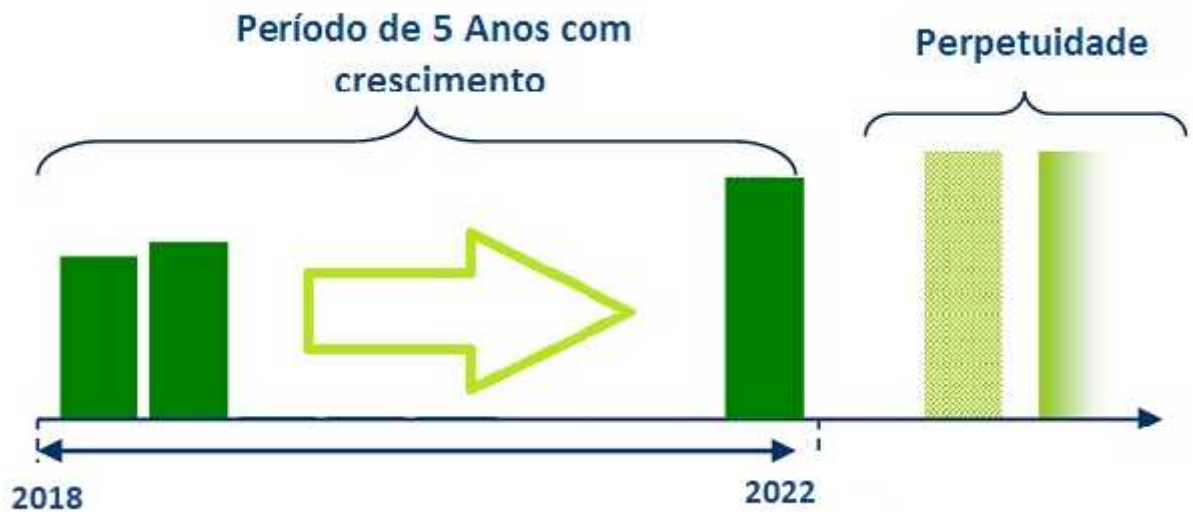 Período de 5 Anos com
crescimento
Perpetuidade
2018
2022